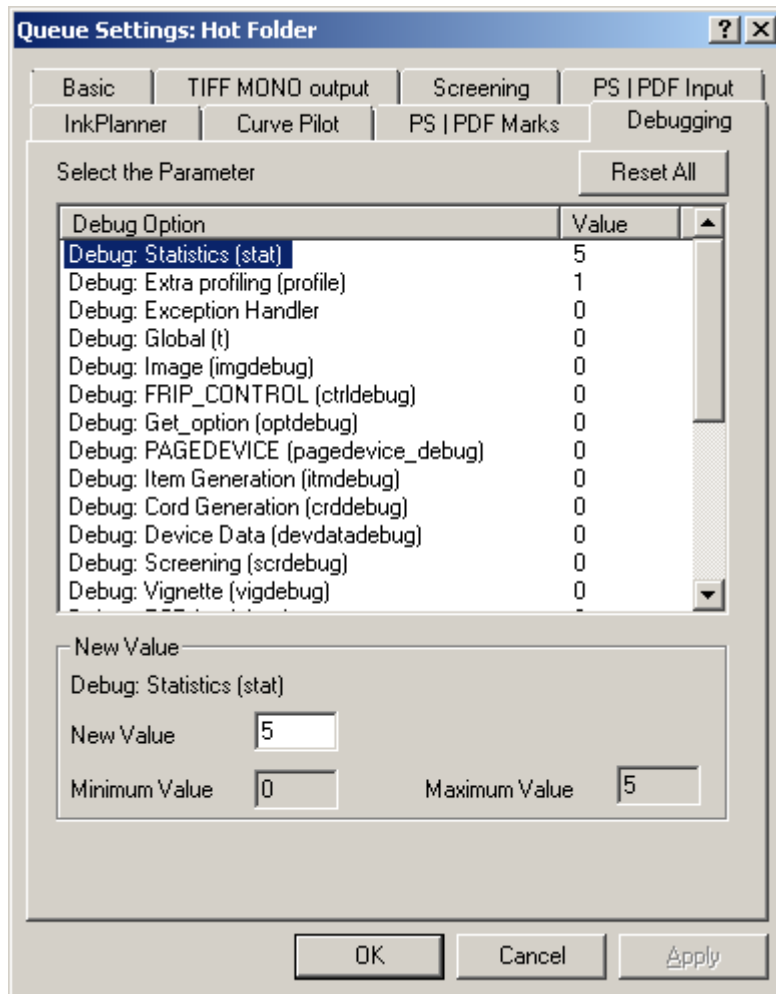 Queue Settings: Hot Folder
Basic TIFF MONO output Screening PS | PDF Input
InkPlanner Curve Pilot PS | PDF Marks Debugging
Select the Parameter Reset All
Debug Option Value
Debug: Statistics (stat) 5
Debug: Extra profiling (profile) 1
Debug: Exception Handler 0
Debug: Global (t) 0
Debug: Image (imgdebug) 0
Debug: FRIP_CONTROL (ctrldebug) 0
Debug: Get_option (optdebug) 0
Debug: PAGEDEVICE (pagedevice_debug) 0
Debug: Item Generation (itmdebug) 0
Debug: Cord Generation (crddebug) 0
Debug: Device Data (devdatadebug) 0
Debug: Screening (scrdebug) 0
Debug: Vignette (vigdebug) 0
New Value
Debug: Statistics (stat)
New Value 5
Minimum Value 0 Maximum Value 5
OK Cancel Apply